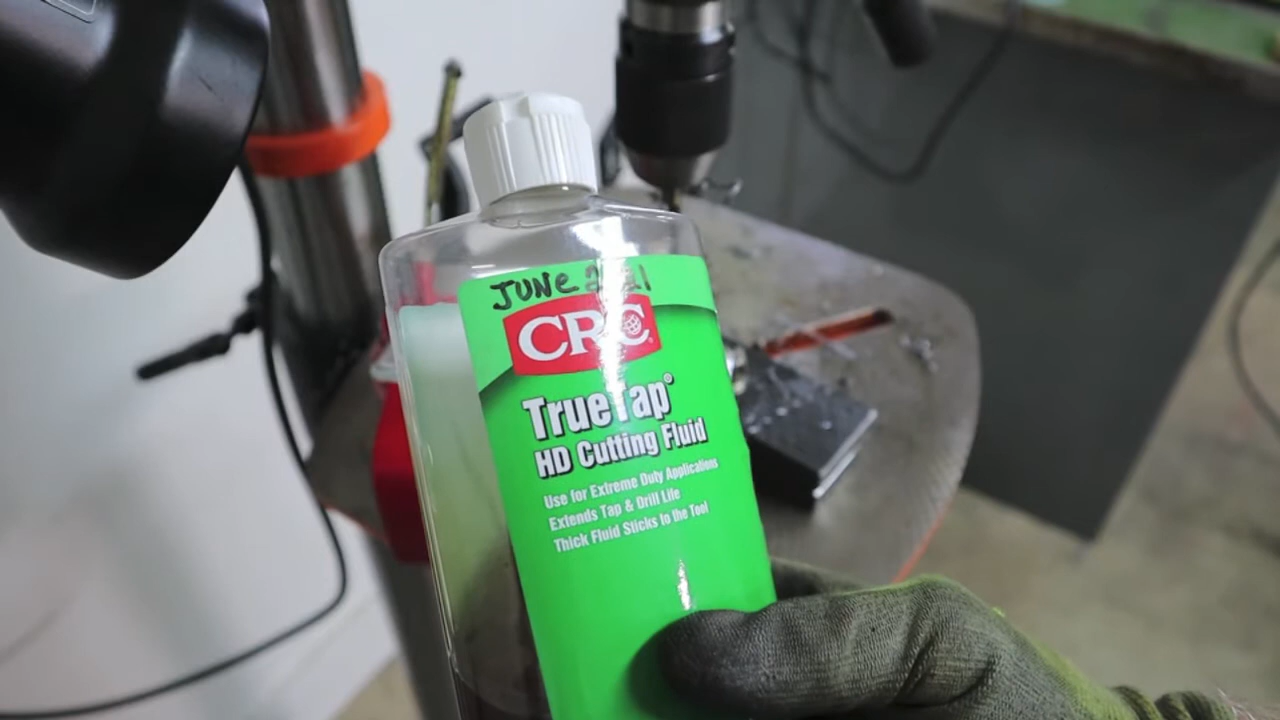 JUNE 2021
CRC
TrueTap®
HD Cutting Fluid
Use for Extreme Duty Applications
Extends Tap & Drill Life
Thick Fluid Sticks to the Tool